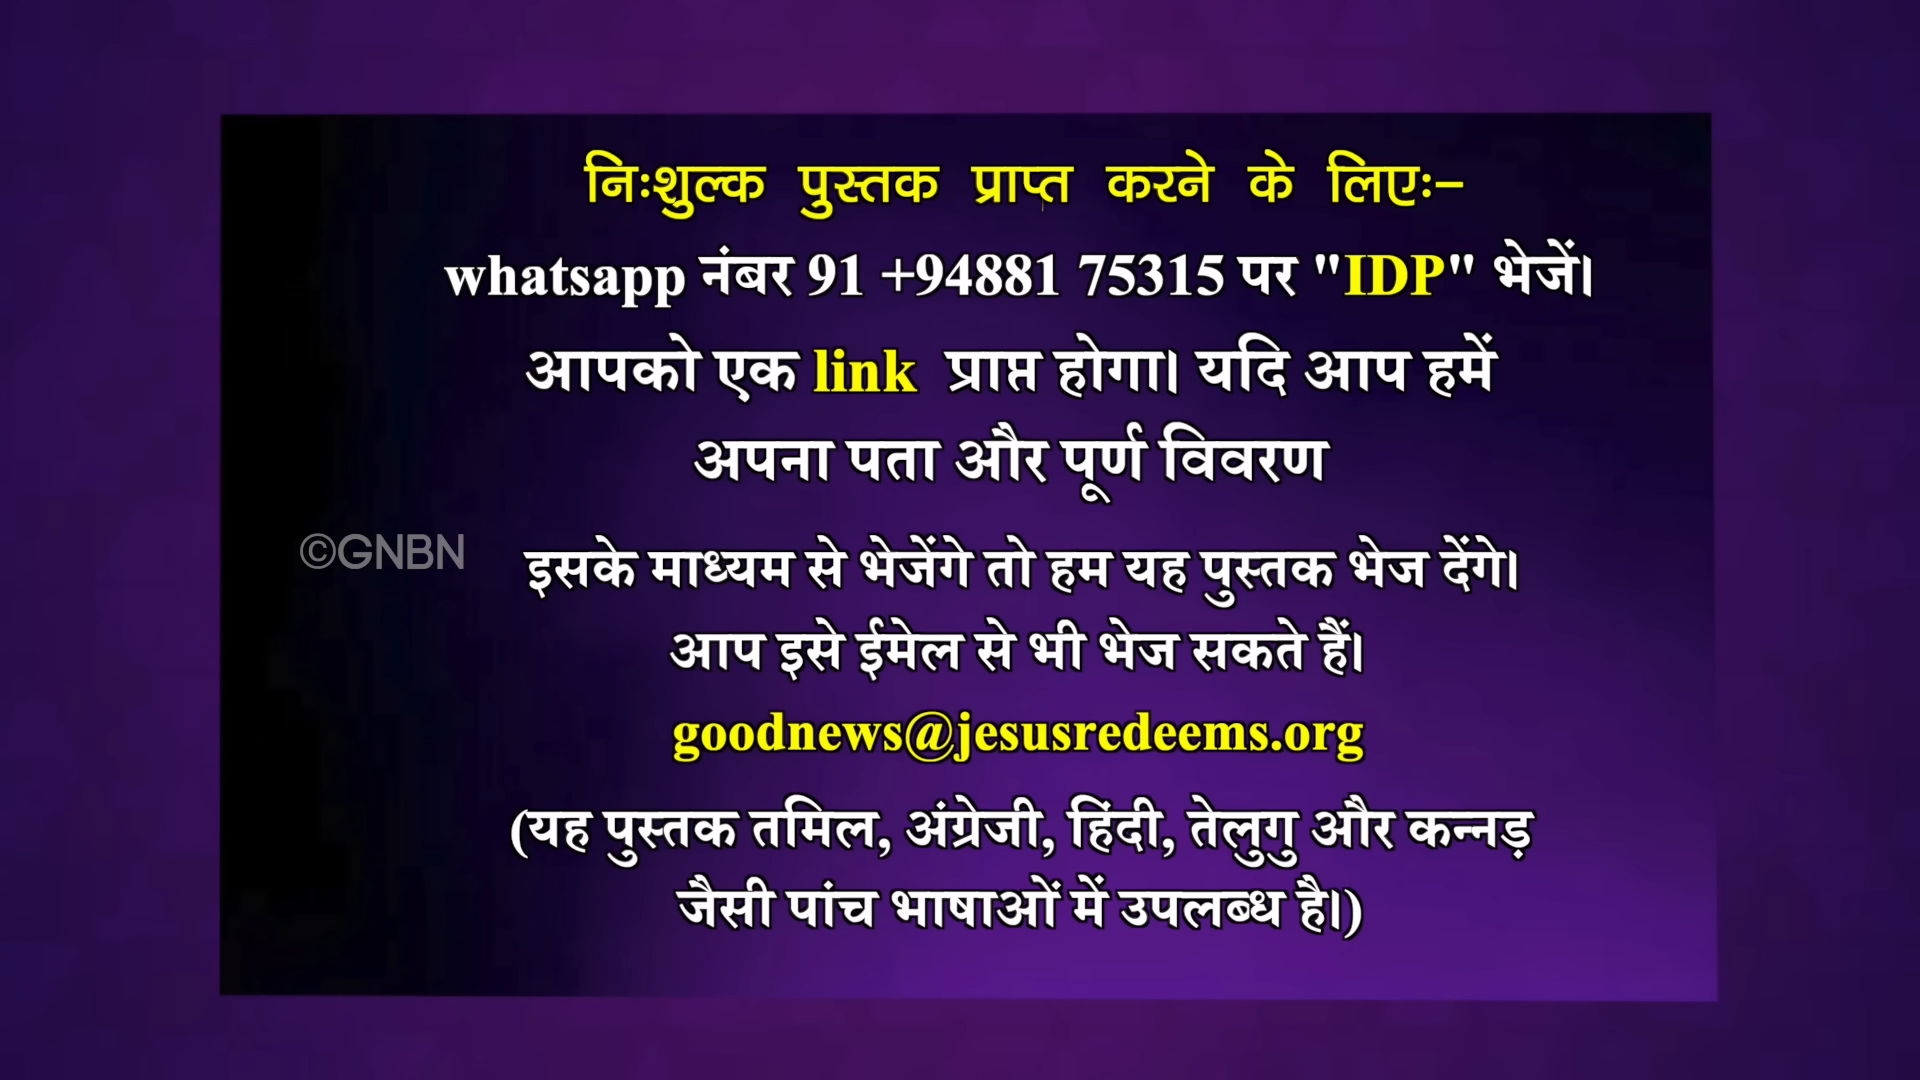 निःशुल्क पुस्तक प्राप्त करने के लिएः–
whatsapp नंबर 91 +94881 75315 पर "IDP" भेजें।
आपको एक link प्राप्त होगा। यदि आप हमें
अपना पता और पूर्ण विवरण
©GNBN
इसके माध्यम से भेजेंगे तो हम यह पुस्तक भेज देंगे।
आप इसे ईमेल से भी भेज सकते हैं।
goodnews@jesusredeems.org
(यह पुस्तक तमिल, अंग्रेजी, हिंदी, तेलुगु और कन्नड़
जैसी पांच भाषाओं में उपलब्ध है।)